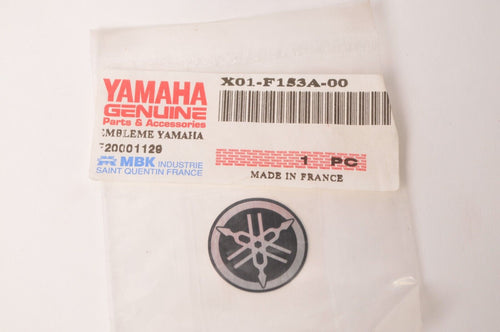 YAMAHA
GENUINE
Parts & Accessories
EMBLEME YAMAHA
F20001129
MBK INDUSTRIE
SAINT QUENTIN FRANCE
X01-F153A-00
1 PC
MADE IN FRANCE